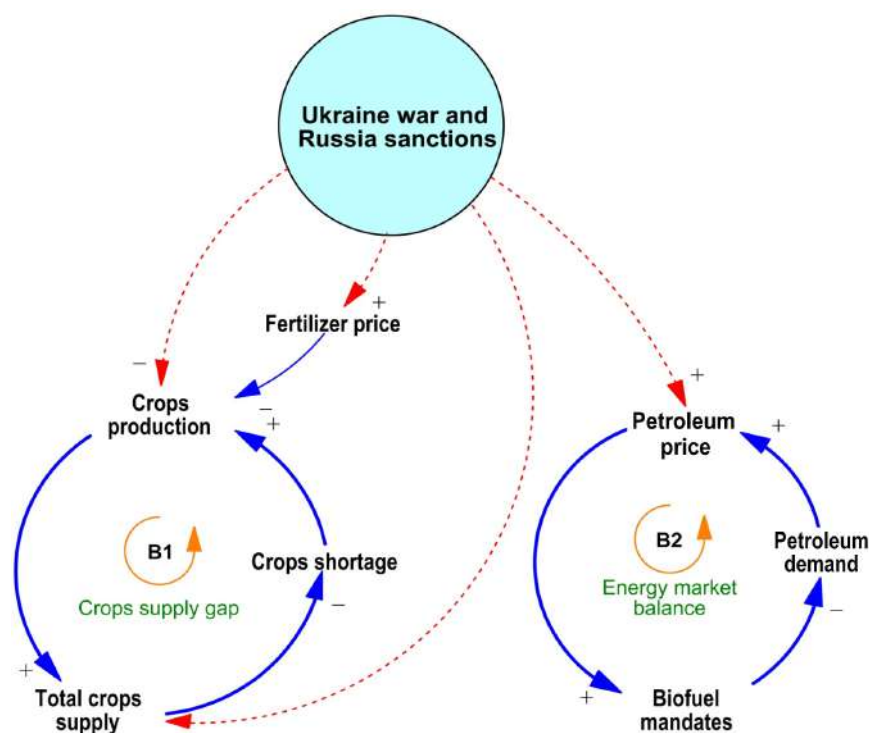 Ukraine war and
Russia sanctions
+
Fertilizer price
−
+
Crops
production
−
+
Petroleum
price
+
B1
Crops shortage
B2
Petroleum
demand
Crops supply gap
−
Energy market
balance
−
+
Total crops
supply
+
Biofuel
mandates